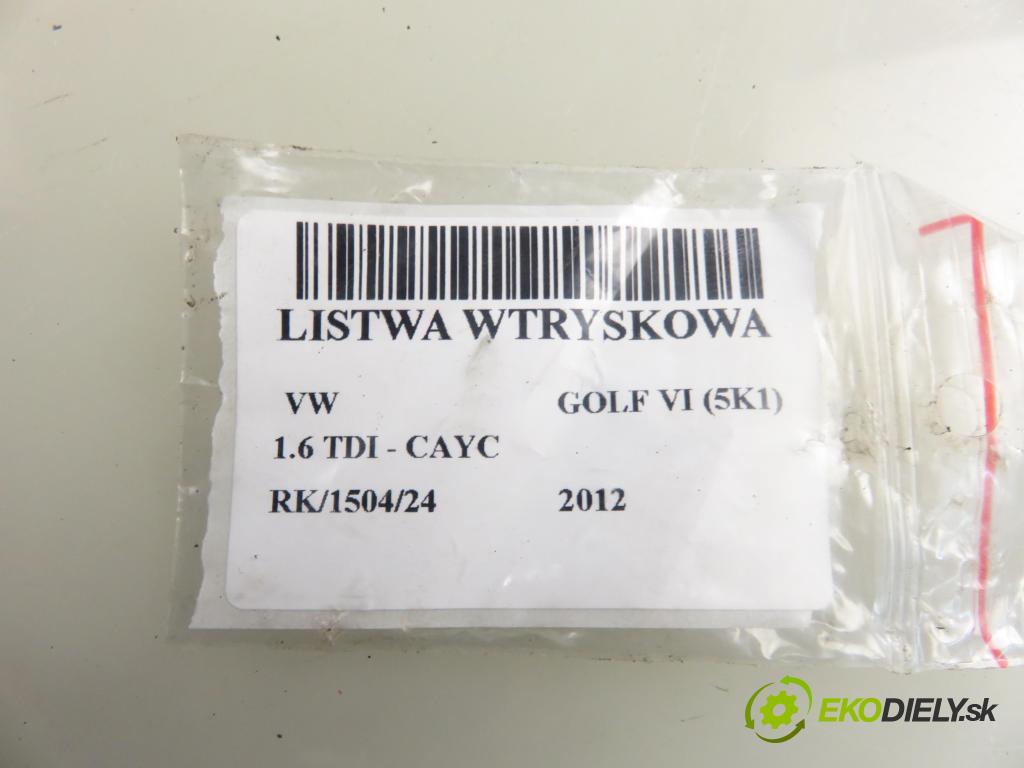 LISTWA WTRYSKOWA
VW GOLF VI (5K1)
1.6 TDI - CAYC
RK/1504/24 2012
EKODIELY.sk